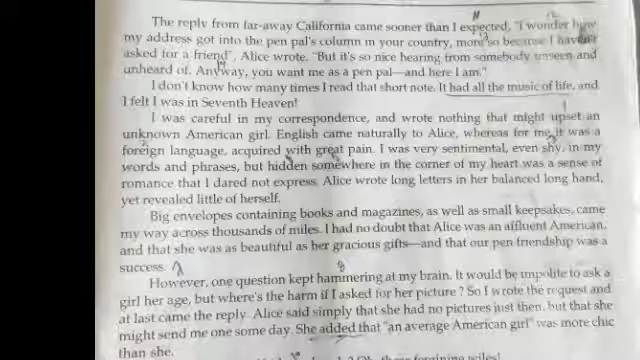 The reply from far-away California came sooner than I expected, "I wonder how
my address got into the pen pal's column in your country, more so because I haven't
asked for a friend", Alice wrote. "But it's so nice hearing from somebody unseen and
unheard of. Anyway, you want me as a pen pal—and here I am."
I don't know how many times I read that short note. It had all the music of life, and
I felt I was in Seventh Heaven!
I was careful in my correspondence, and wrote nothing that might upset an
unknown American girl. English came naturally to Alice, whereas for me it was a
foreign language, acquired with great pain. I was very sentimental, even shy, in my
words and phrases, but hidden somewhere in the corner of my heart was a sense of
romance that I dared not express. Alice wrote long letters in her balanced long hand,
yet revealed little of herself.
Big envelopes containing books and magazines, as well as small keepsakes, came
my way across thousands of miles. I had no doubt that Alice was an affluent American,
and that she was as beautiful as her gracious gifts—and that our pen friendship was a
success.
However, one question kept hammering at my brain. It would be impolite to ask a
girl her age, but where's the harm if I asked for her picture ? So I wrote the request and
at last came the reply. Alice said simply that she had no pictures just then, but that she
might send me one some day. She added that "an average American girl" was more chic
than she.